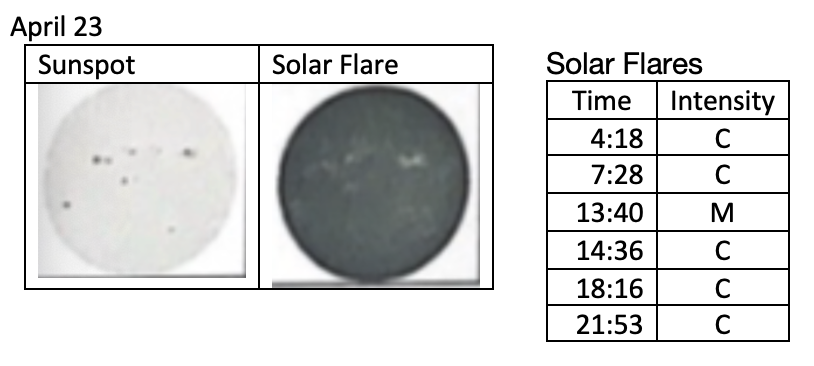 April 23
Sunspot Solar Flare
Solar Flares
Time Intensity
4:18 C
7:28 C
13:40 M
14:36 C
18:16 C
21:53 C